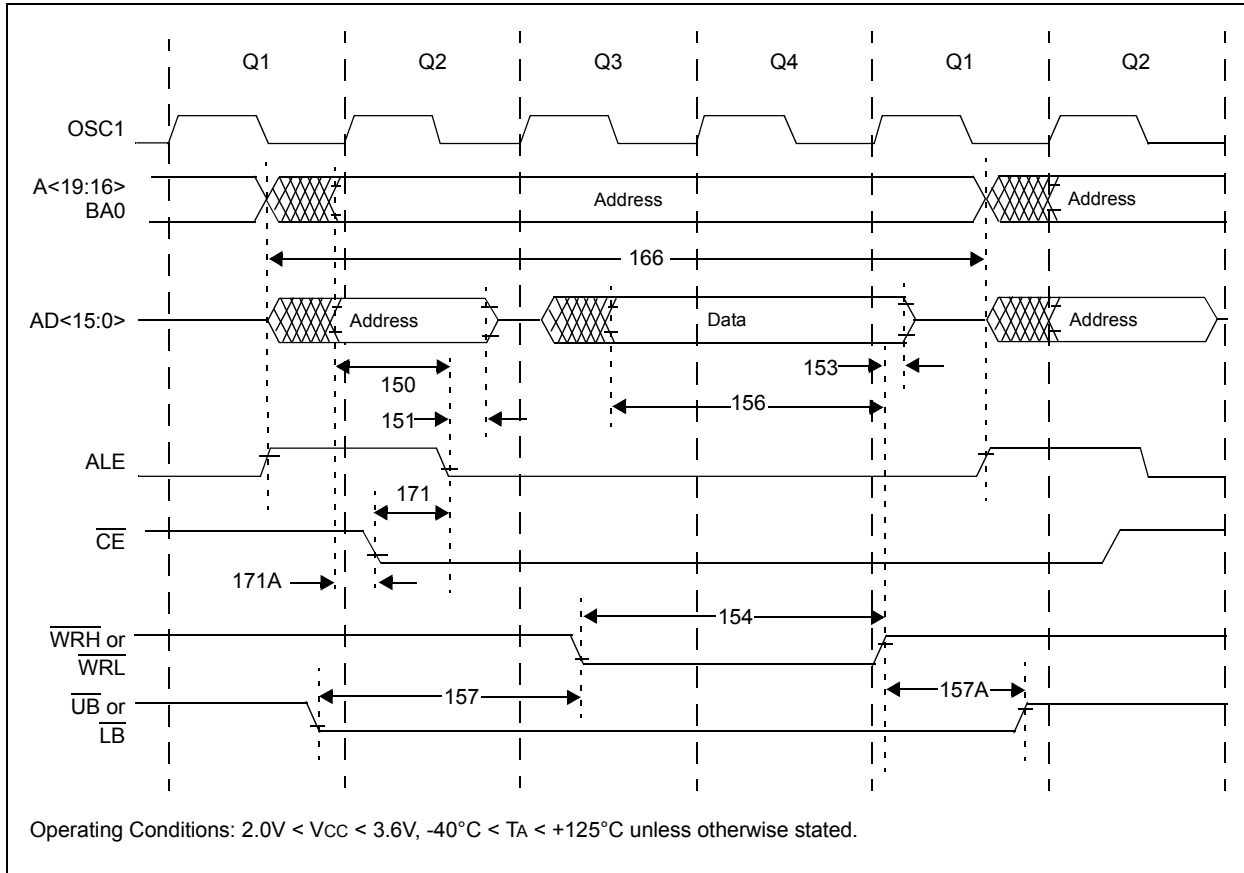 Q1 Q2 Q3 Q4 Q1 Q2
OSC1
A<19:16>
BA0
Address
Address
166
AD<15:0>
Address
Data
Address
150
153
151
156
ALE
171
CE
171A
WRH or
WRL
154
157
157A
UB or
LB
Operating Conditions: 2.0V < VCC < 3.6V, -40°C < TA < +125°C unless otherwise stated.